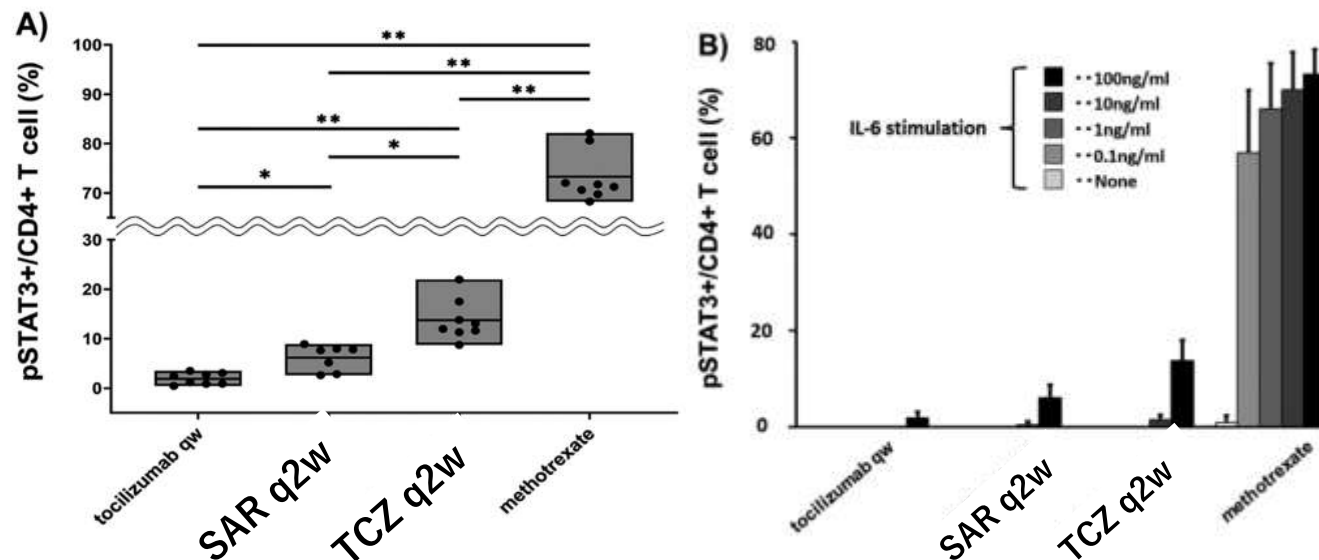 A)
pSTAT3+/CD4+ T cell (%)
100
90
80
70
30
20
10
0
**
**
**
**
*
*
tocilizumab qw
SAR q2w
TCZ q2w
methotrexate
B)
pSTAT3+/CD4+ T cell (%)
80
60
40
20
0
IL-6 stimulation
··100ng/ml
··10ng/ml
··1ng/ml
··0.1ng/ml
··None
tocilizumab qw
SAR q2w
TCZ q2w
methotrexate